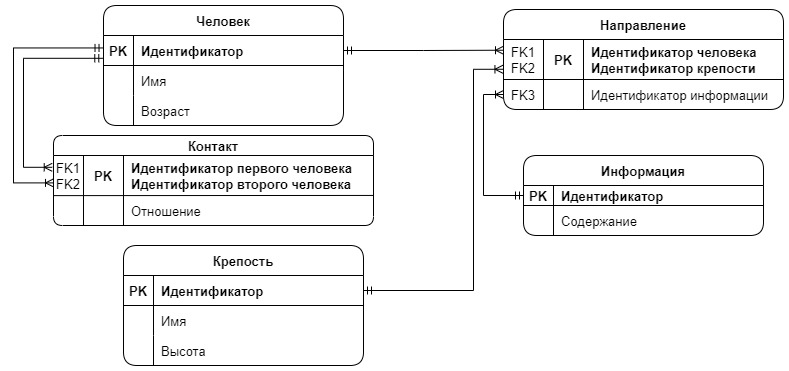 Человек
PK Идентификатор
Имя
Возраст
Контакт
FK1 Идентификатор первого человека
PK
FK2 Идентификатор второго человека
Отношение
Крепость
PK Идентификатор
Имя
Высота
Направление
FK1 Идентификатор человека
PK
FK2 Идентификатор крепости
FK3 Идентификатор информации
Информация
PK Идентификатор
Содержание